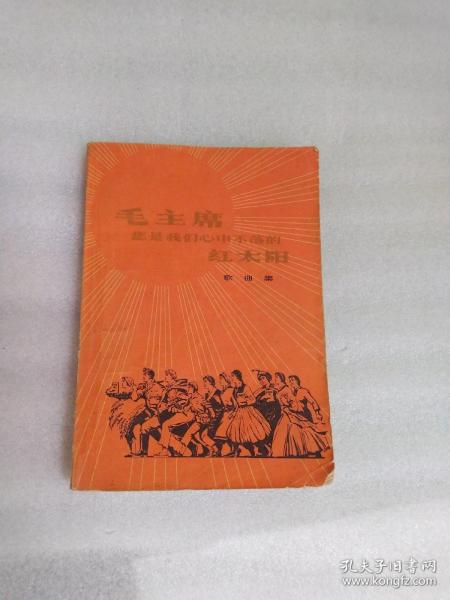 毛主席
您是我们心中不落的
红太阳
歌曲集
孔夫子旧书网
www.kongfz.com